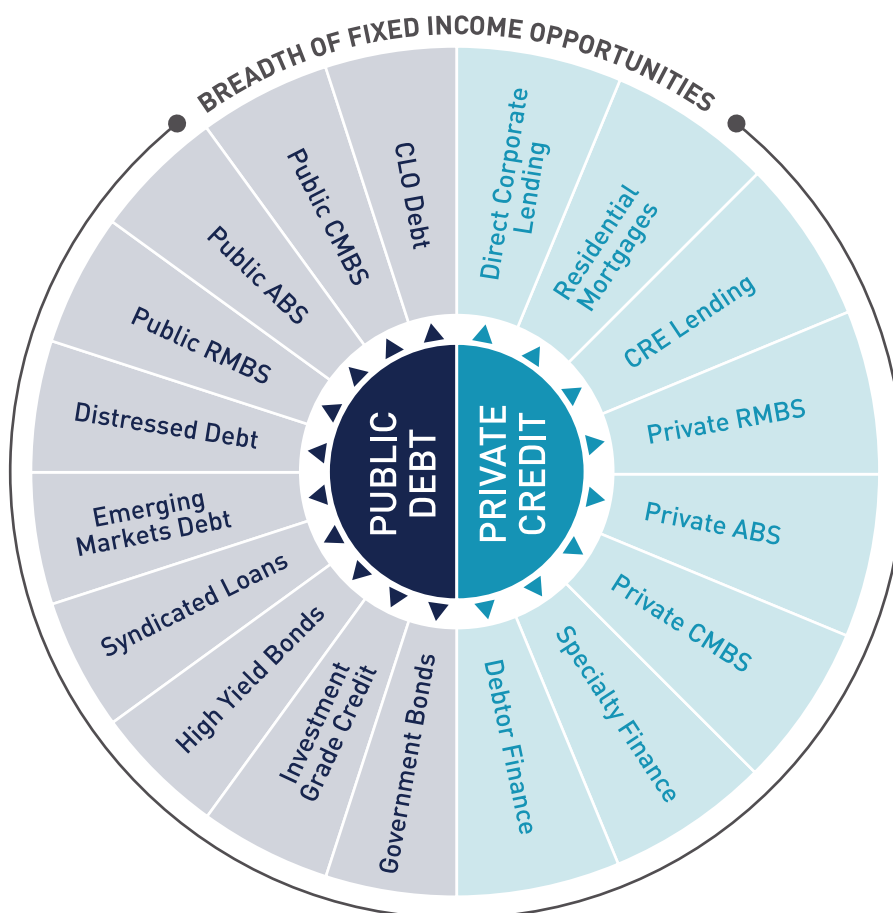 BREADTH OF FIXED INCOME OPPORTUNITIES
PUBLIC
DEBT
PRIVATE
CREDIT
Direct Corporate
Lending
Residential
Mortgages
CRE Lending
Private RMBS
Private ABS
Private CMBS
Specialty Finance
Debtor Finance
Government Bonds
Investment
Grade Credit
High Yield Bonds
Syndicated Loans
Emerging
Markets Debt
Distressed Debt
Public RMBS
Public ABS
Public CMBS
CLO Debt